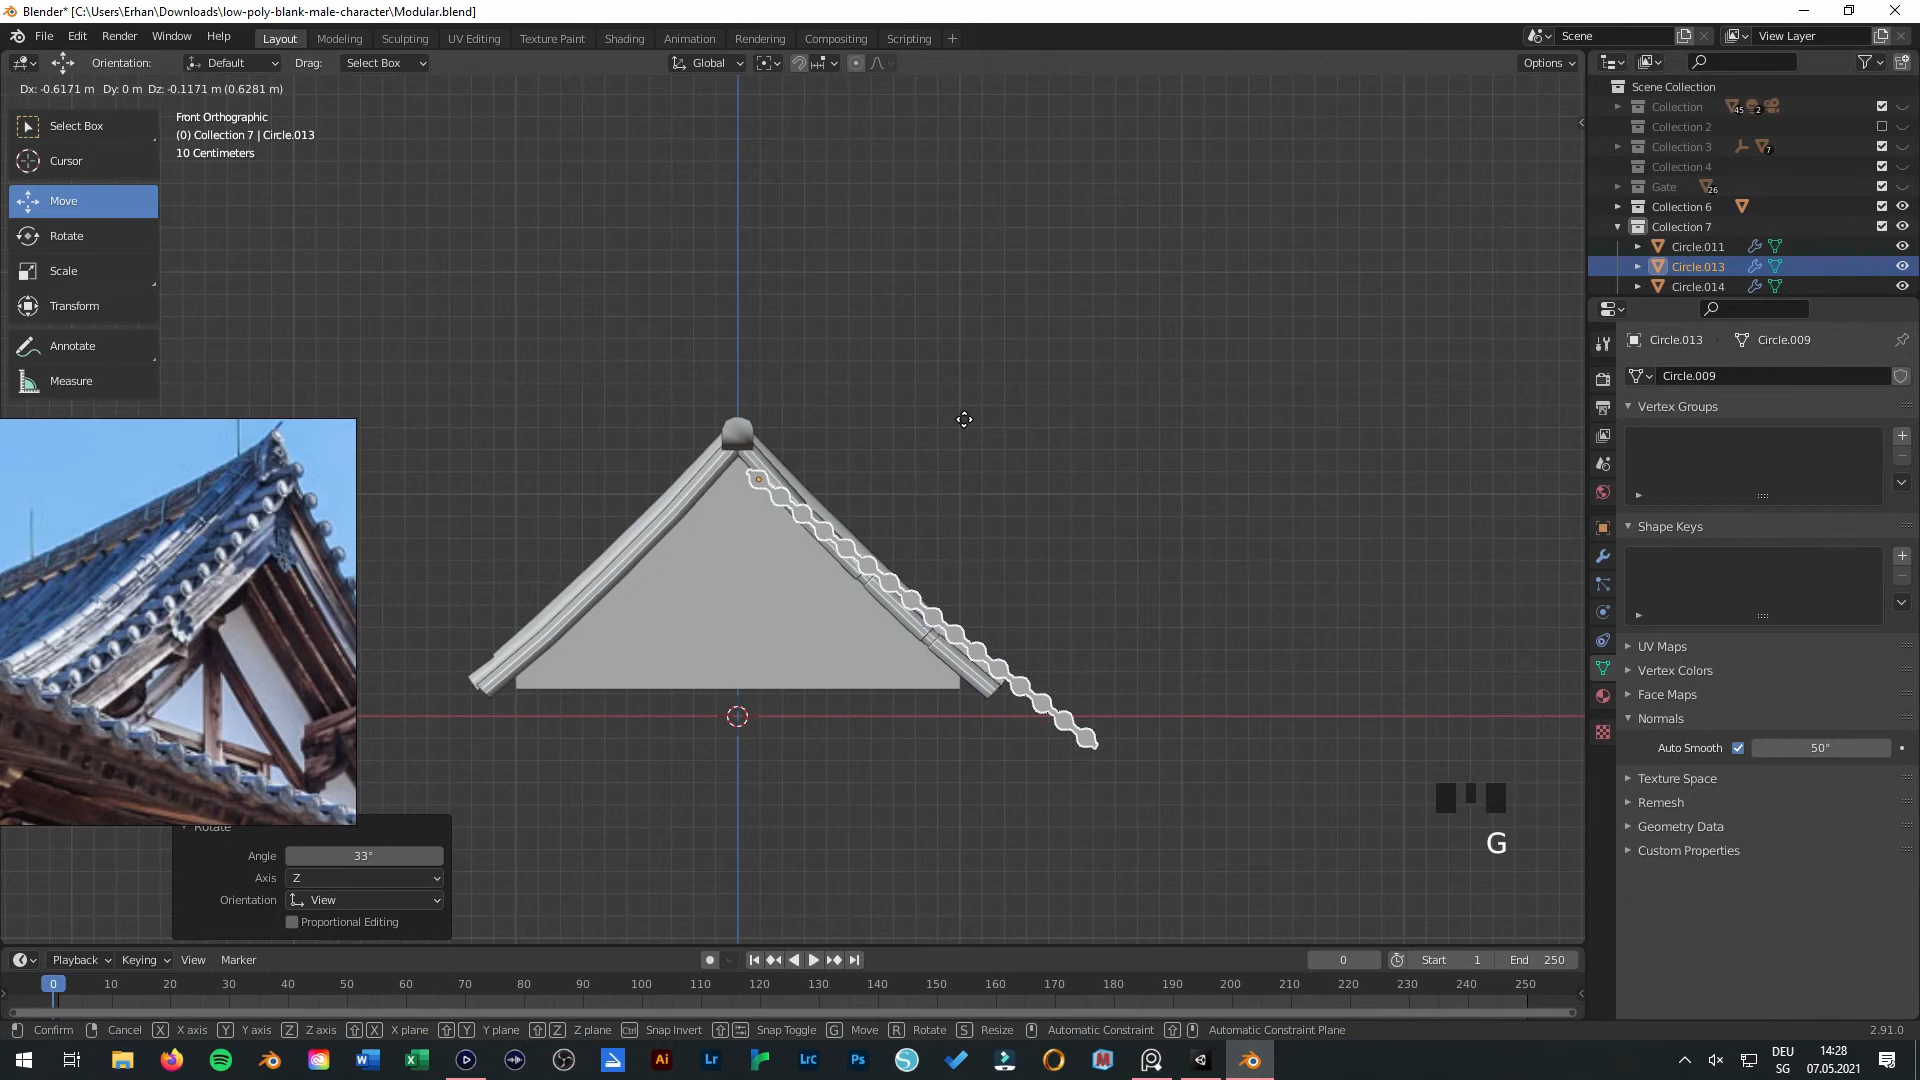 Blender* [C:\Users\Erhan\Downloads\low-poly-blank-male-character\Modular.blend]
File Edit Render Window Help
Layout Modeling Sculpting UV Editing Texture Paint Shading Animation Rendering Compositing Scripting +
Scene
View Layer
Orientation: Default Drag: Select Box
Global
Options
Dx: -0.6171 m Dy: 0 m Dz: -0.1171 m (0.6281 m)
Front Orthographic
(0) Collection 7 | Circle.013
10 Centimeters
Select Box
Cursor
Move
Rotate
Scale
Transform
Annotate
Measure
Scene Collection
Collection 45 2
Collection 2
Collection 3 7
Collection 4
Gate 26
Collection 6
Collection 7
Circle.011
Circle.013
Circle.014
Circle.013 Circle.009
Circle.009
Vertex Groups
Shape Keys
UV Maps
Vertex Colors
Face Maps
Normals
Auto Smooth 50°
Texture Space
Remesh
Geometry Data
Custom Properties
G
Rotate
Angle 33°
Axis Z
Orientation View
Proportional Editing
Playback Keying View Marker
0 Start 1 End 250
0 10 20 30 40 50 60 70 80 90 100 110 120 130 140 150 160 170 180 190 200 210 220 230 240 250
Confirm Cancel X X axis Y Y axis Z Z axis X X plane Y Y plane Z Z plane Ctrl Snap Invert Snap Toggle G Move R Rotate S Resize Automatic Constraint Automatic Constraint Plane
2.91.0
Ai Lr LrC Ps
DEU 14:28
SG 07.05.2021